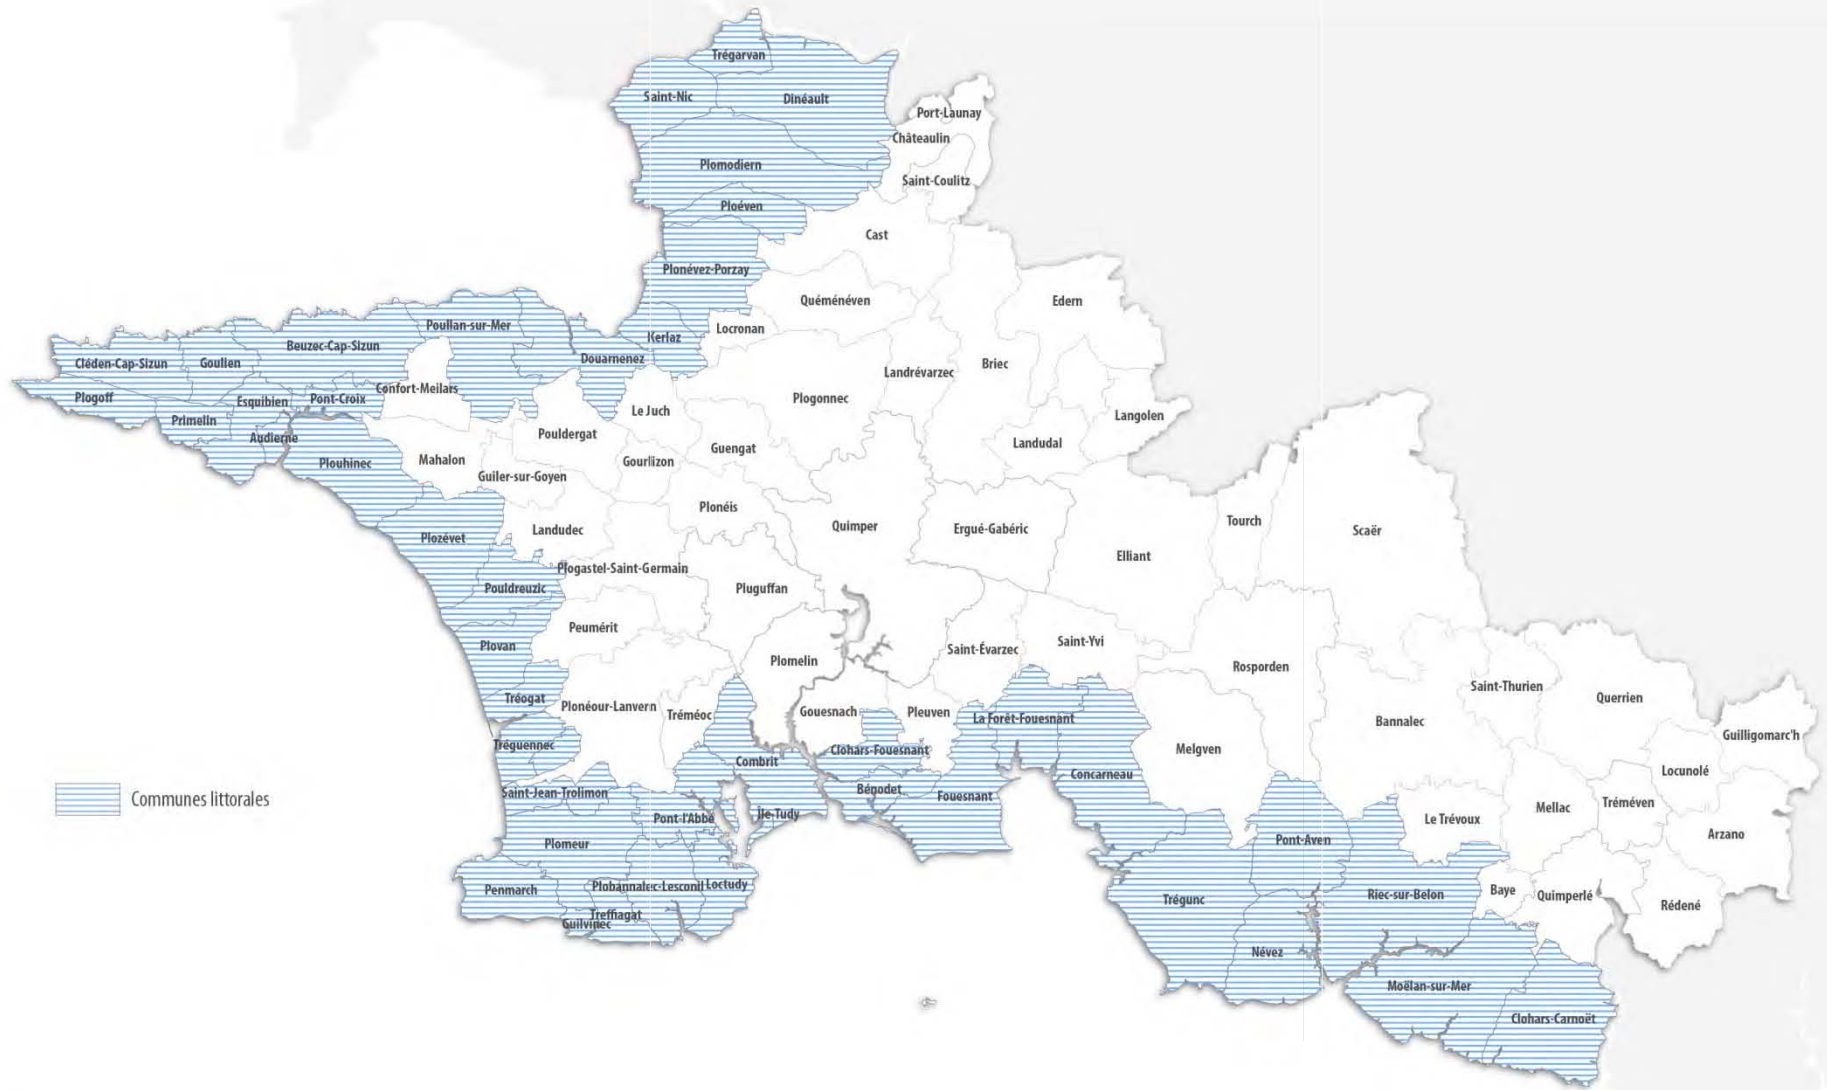 Trégarvan
Saint-Nic
Dinéault
Port-Launay
Châteaulin
Plomodiern
Saint-Coulitz
Ploéven
Cast
Plonévez-Porzay
Quéménéven
Edern
Poullan-sur-Mer
Locronan
Kerlaz
Beuzec-Cap-Sizun
Douarnenez
Cléden-Cap-Sizun
Goulien
Briec
Landrévarzec
Confort-Meilars
Plogoff
Esquibien
Pont-Croix
Plogonnec
Le Juch
Langolen
Primelin
Audierne
Pouldergat
Landudal
Guengat
Mahalon
Plouhinec
Gourlizon
Guiler-sur-Goyen
Plonéis
Tourch
Quimper
Ergué-Gabéric
Landudec
Scaër
Plozévet
Elliant
Plogastel-Saint-Germain
Pouldreuzic
Pluguffan
Peumérit
Saint-Yvi
Plovan
Saint-Évarzec
Plomelin
Rosporden
Saint-Thurien
Tréogat
Querrien
Plonéour-Lanvern
Gouesnach
Pleuven
Tréméoc
La Forêt-Fouesnant
Bannalec
Guilligomarc'h
Tréguennec
Clohars-Fouesnant
Melgven
Combrit
Locunolé
Concarneau
Bénodet
Saint-Jean-Trolimon
Fouesnant
Communes littorales
Tréméven
Mellac
Île-Tudy
Pont-l'Abbé
Le Trévoux
Arzano
Pont-Aven
Plomeur
Loctudy
Plobannalec-Lesconil
Penmarch
Baye
Riec-sur-Belon
Quimperlé
Trégunc
Rédené
Treffiagat
Guilvinec
Névez
Moëlan-sur-Mer
Clohars-Carnoët